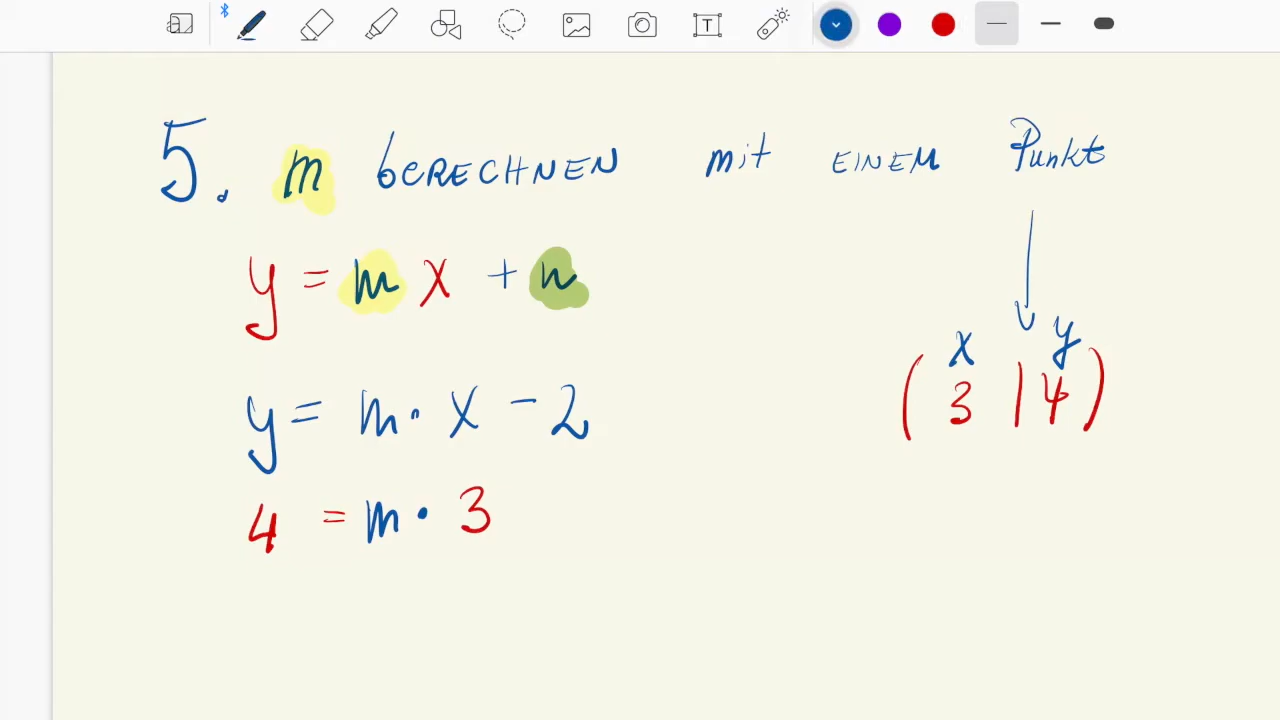 5. m berechnen mit einem Punkt
y = m x + n
x y
( 3 | 4 )
y = m · x - 2
4 = m · 3